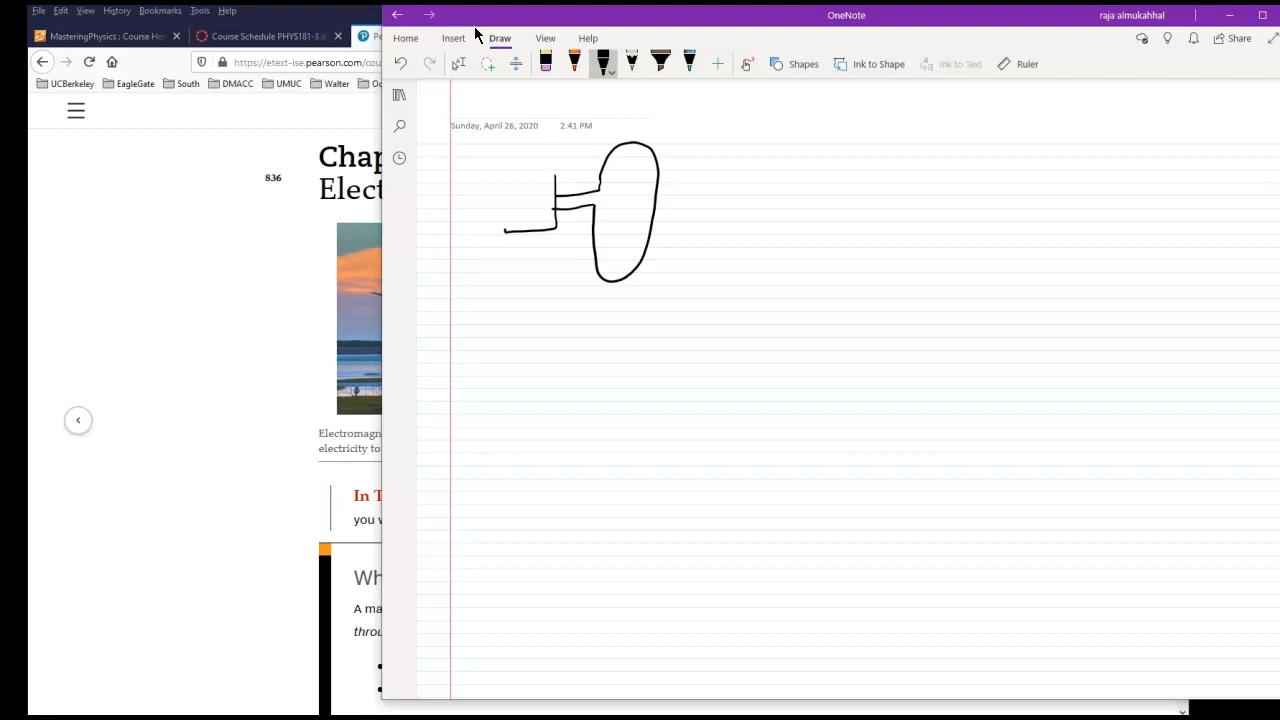 File Edit View History Bookmarks Tools Help
MasteringPhysics : Course Ho
Course Schedule PHYS181-3.d
Pe
https://etext-ise.pearson.com/cou
UCBerkeley EagleGate South DMACC UMUC Walter Oc
836
Chap
Elect
Electromagn
electricity to
In T
you w
Wh
A ma
throu
OneNote
raja almukahhal
Home Insert Draw View Help
Share
Shapes Ink to Shape Ink to Text Ruler
Sunday, April 26, 2020 2:41 PM